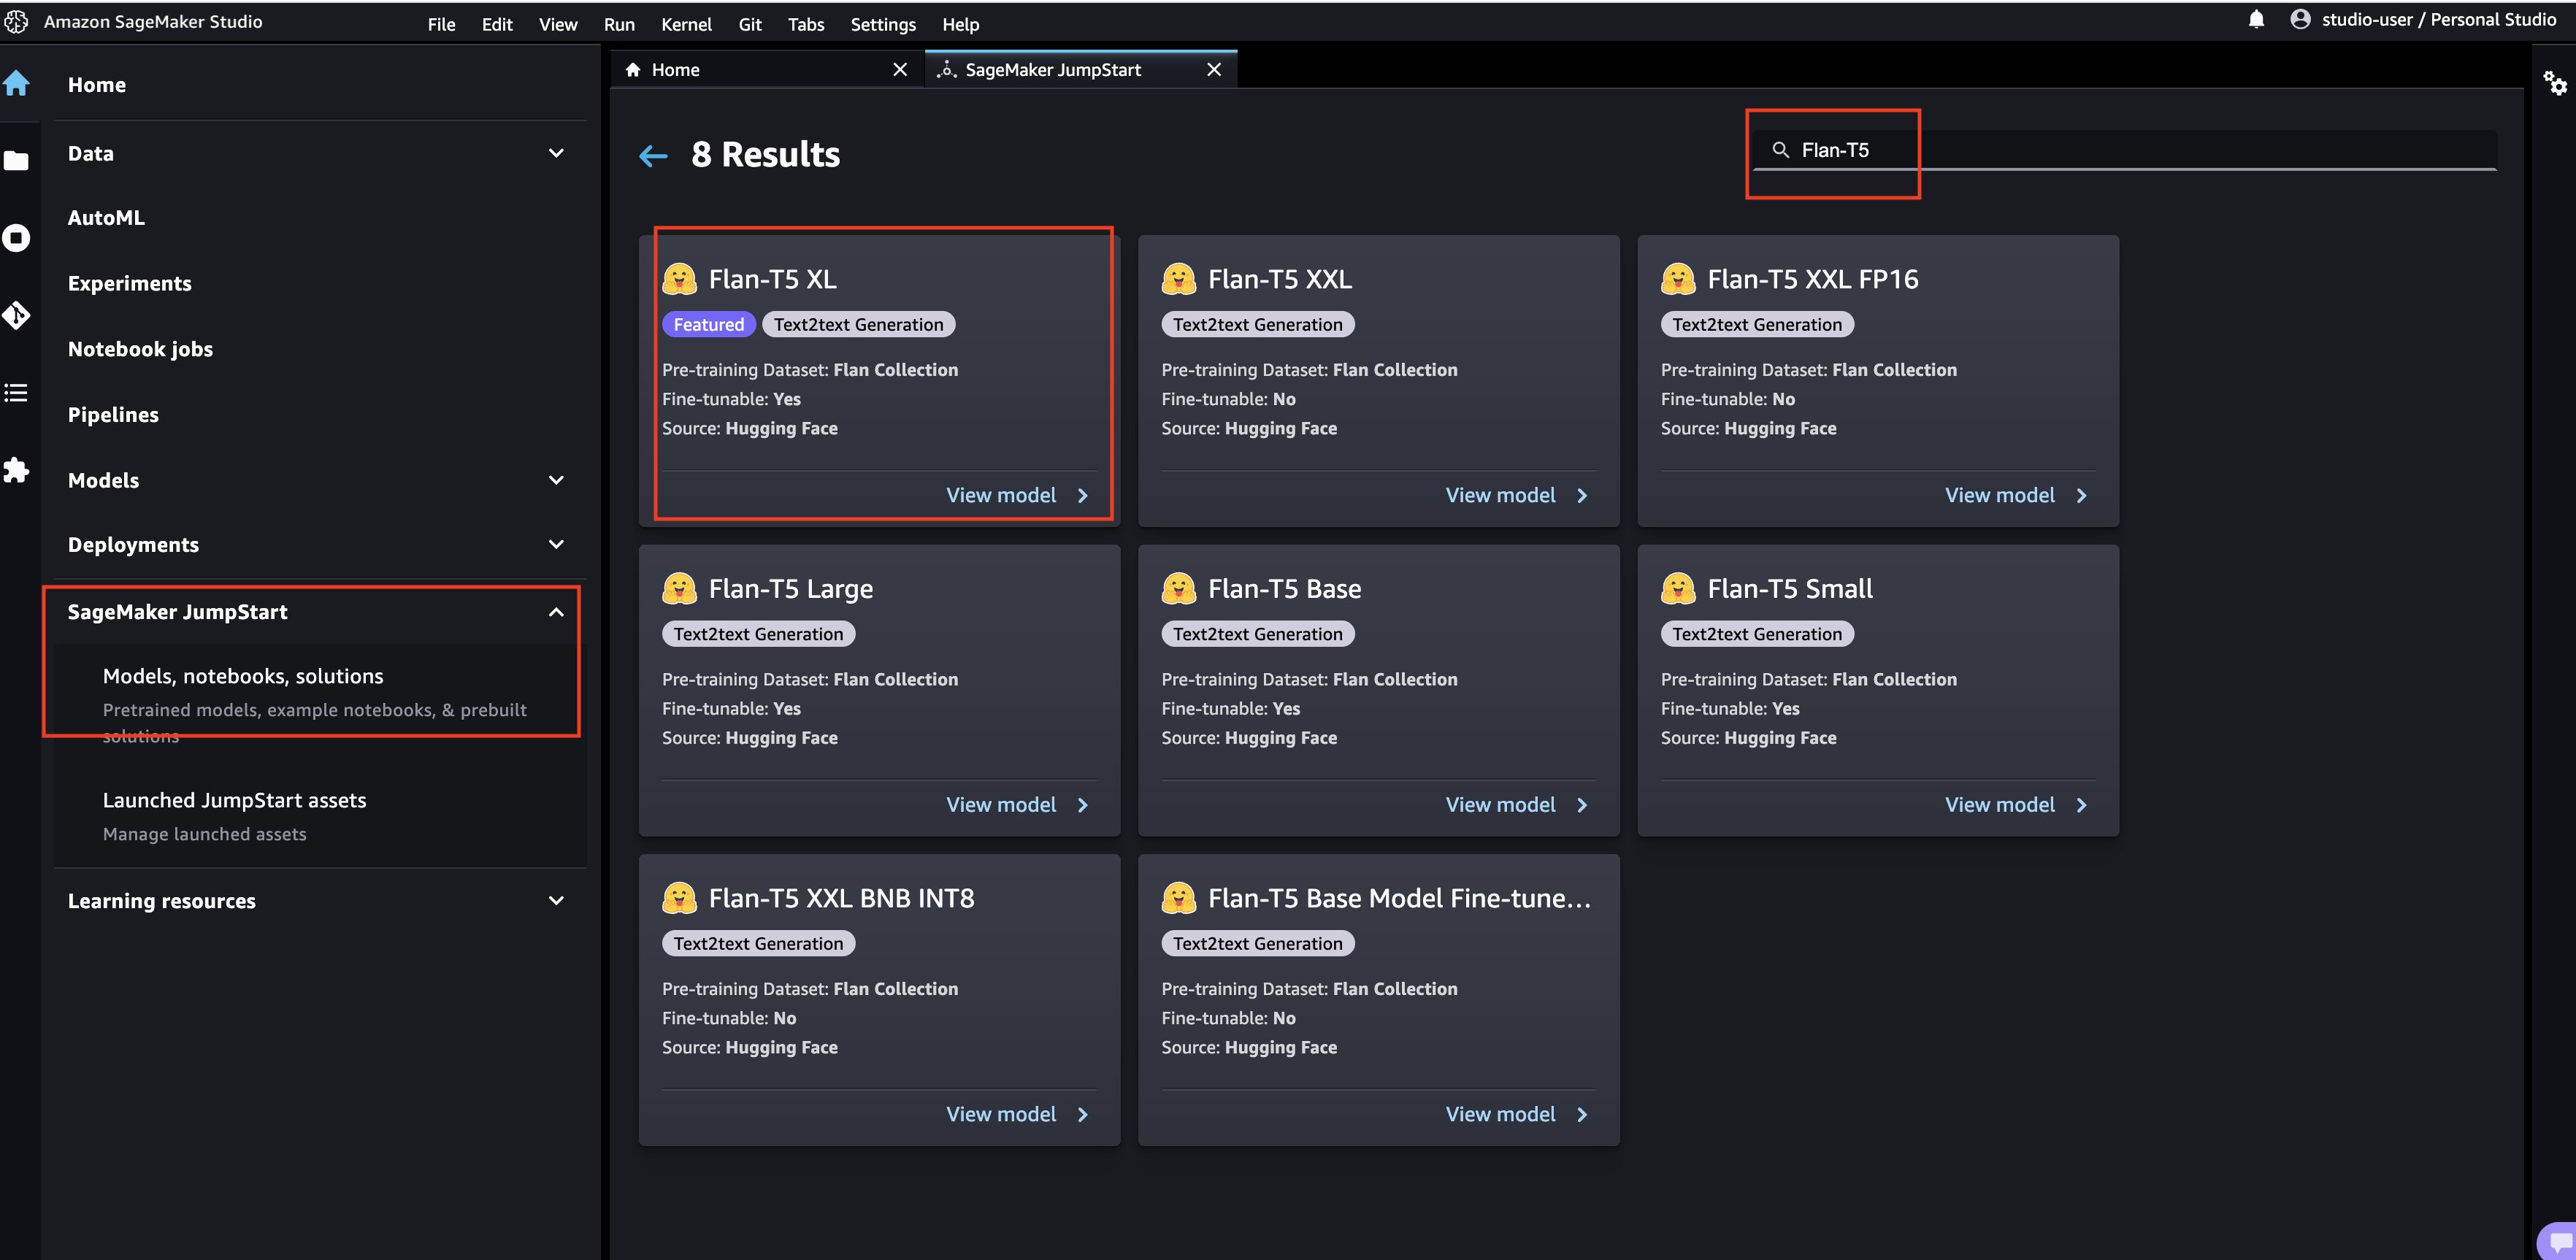 Amazon SageMaker Studio
File Edit View Run Kernel Git Tabs Settings Help
studio-user / Personal Studio
Home
Data
AutoML
Experiments
Notebook jobs
Pipelines
Models
Deployments
SageMaker JumpStart
Models, notebooks, solutions
Pretrained models, example notebooks, & prebuilt
solutions
Launched JumpStart assets
Manage launched assets
Learning resources
Home
SageMaker JumpStart
8 Results
Flan-T5
Flan-T5 XL
Featured
Text2text Generation
Pre-training Dataset: Flan Collection
Fine-tunable: Yes
Source: Hugging Face
View model
Flan-T5 XXL
Text2text Generation
Pre-training Dataset: Flan Collection
Fine-tunable: No
Source: Hugging Face
View model
Flan-T5 XXL FP16
Text2text Generation
Pre-training Dataset: Flan Collection
Fine-tunable: No
Source: Hugging Face
View model
Flan-T5 Large
Text2text Generation
Pre-training Dataset: Flan Collection
Fine-tunable: Yes
Source: Hugging Face
View model
Flan-T5 Base
Text2text Generation
Pre-training Dataset: Flan Collection
Fine-tunable: Yes
Source: Hugging Face
View model
Flan-T5 Small
Text2text Generation
Pre-training Dataset: Flan Collection
Fine-tunable: Yes
Source: Hugging Face
View model
Flan-T5 XXL BNB INT8
Text2text Generation
Pre-training Dataset: Flan Collection
Fine-tunable: No
Source: Hugging Face
View model
Flan-T5 Base Model Fine-tune...
Text2text Generation
Pre-training Dataset: Flan Collection
Fine-tunable: No
Source: Hugging Face
View model